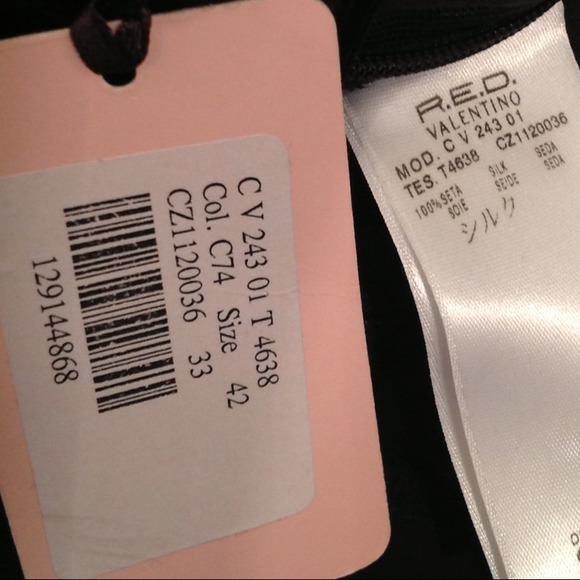 C V 243 01 T 4638
Col. C74 Size 42
CZ1120036 33
129144868
R.E.D.
VALENTINO
MOD. C V 243 01
TES. T4638 CZ1120036
100%SETA SILK SEDA
SOIE SEIDE SEDA
シルク